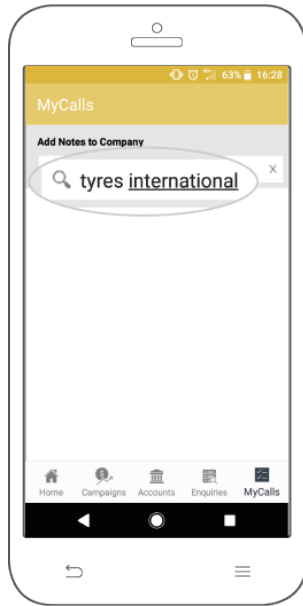 63% 16:28
MyCalls
Add Notes to Company
tyres international
x
Home Campaigns Accounts Enquiries MyCalls